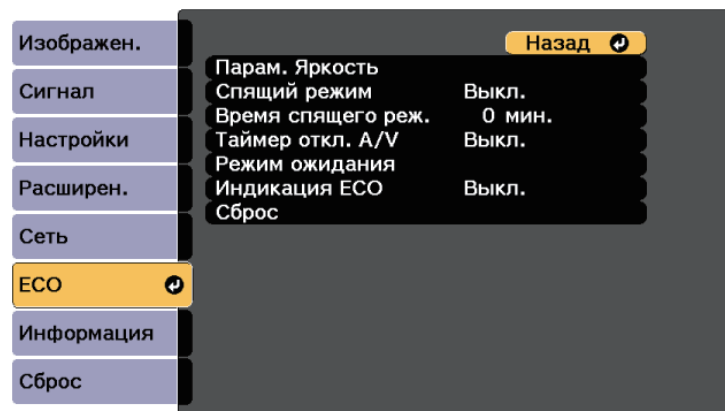 Изображен.
Сигнал
Настройки
Расширен.
Сеть
ECO
Информация
Сброс
Назад
Парам. Яркость
Спящий режим Выкл.
Время спящего реж. 0 мин.
Таймер откл. A/V Выкл.
Режим ожидания
Индикация ECO Выкл.
Сброс